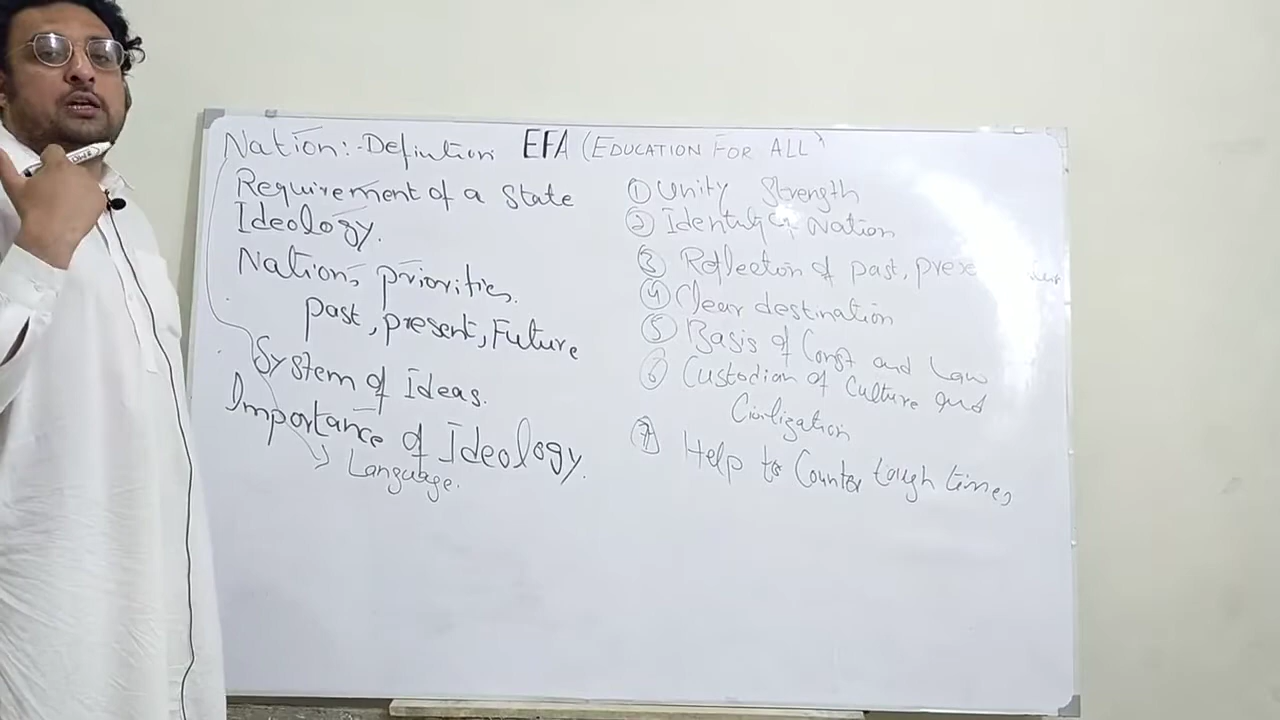 Nation:- Definition
EFA (EDUCATION FOR ALL)
Requirement of a State
Ideology.
Nation, priorities.
past, present, Future
System of Ideas.
Importance of Ideology.
Language.
① Unity Strength
② Identity of Nation
③ Reflection of past, prese
④ Clear destination
⑤ Basis of Const and Law
⑥ Custodian of Culture and
Civilization
⑦ Help to Counter tough times